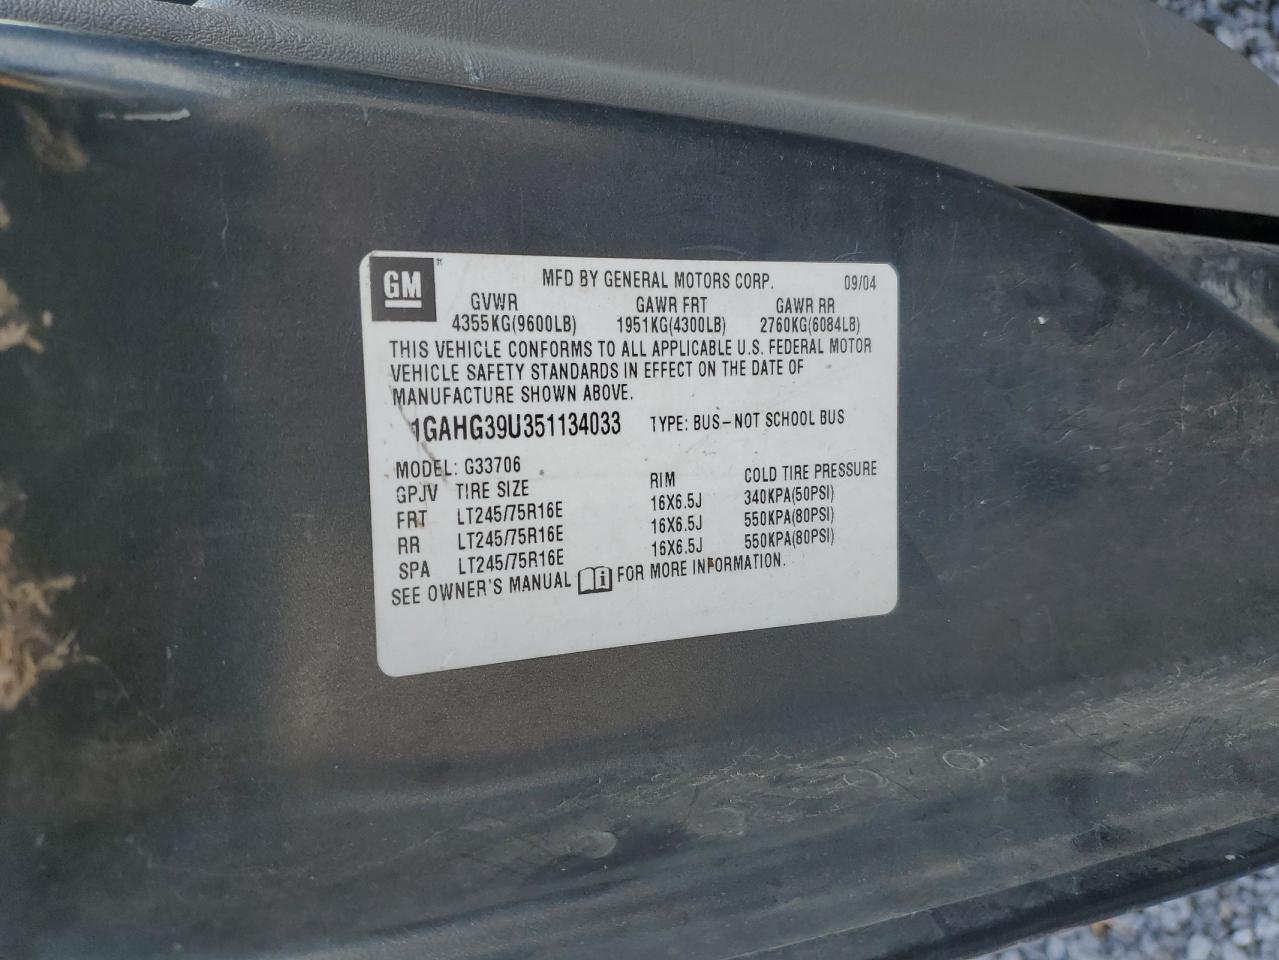 GM
MFD BY GENERAL MOTORS CORP. 09/04
GVWR GAWR FRT GAWR RR
4355KG(9600LB) 1951KG(4300LB) 2760KG(6084LB)
THIS VEHICLE CONFORMS TO ALL APPLICABLE U.S. FEDERAL MOTOR
VEHICLE SAFETY STANDARDS IN EFFECT ON THE DATE OF
MANUFACTURE SHOWN ABOVE.
1GAHG39U351134033 TYPE: BUS-NOT SCHOOL BUS
MODEL: G33706
GPJV TIRE SIZE RIM COLD TIRE PRESSURE
FRT LT245/75R16E 16X6.5J 340KPA(50PSI)
RR LT245/75R16E 16X6.5J 550KPA(80PSI)
SPA LT245/75R16E 16X6.5J 550KPA(80PSI)
SEE OWNER'S MANUAL i FOR MORE INFORMATION.